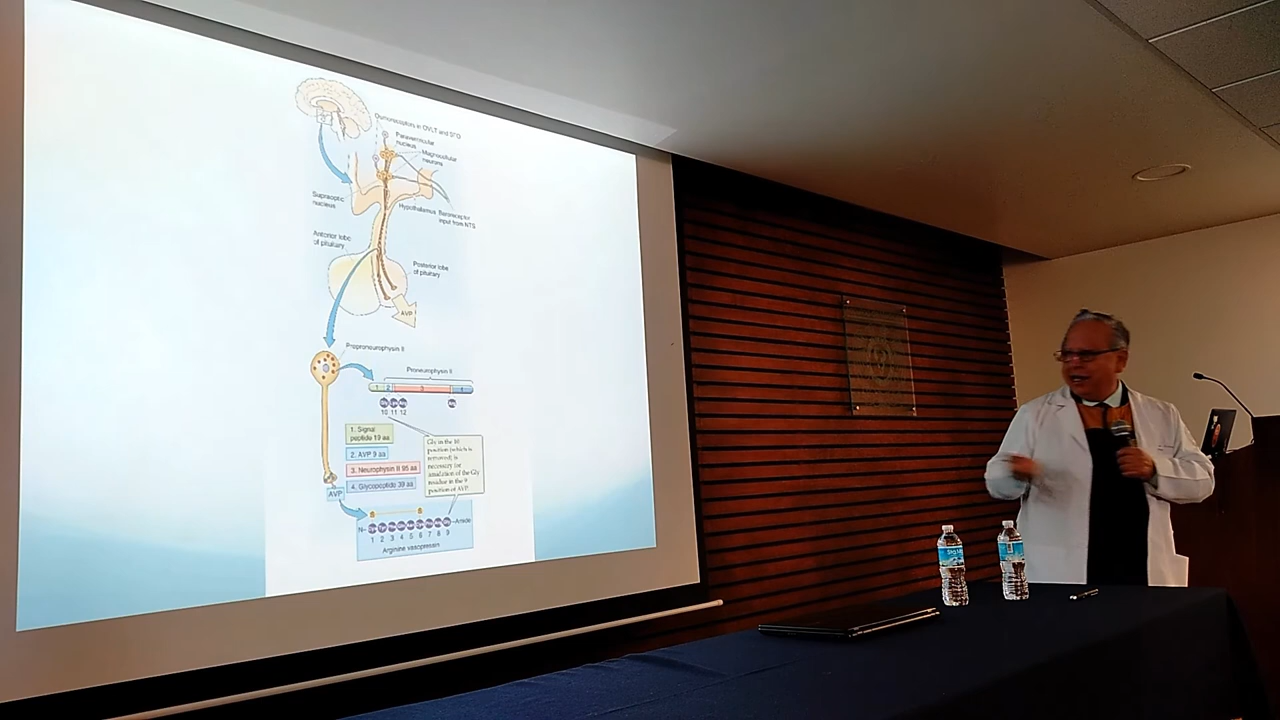 Osmoreceptors in OVLT and SFO
Paraventricular
nucleus
Magnocellular
neurons
Supraoptic
nucleus
Hypothalamus
Baroreceptor
input from NTS
Anterior lobe
of pituitary
Posterior lobe
of pituitary
AVP
Preproneurophysin II
Proneurophysin II
1 2 3
10 11 12
1. Signal
peptide 19 aa
2. AVP 9 aa
3. Neurophysin II 95 aa
4. Glycopeptide 39 aa
Gly in the 10
position (which is
removed) is
necessary for
amidation of the Gly
residue in the 9
position of AVP.
AVP
N-
-Amide
1 2 3 4 5 6 7 8 9
Arginine vasopressin